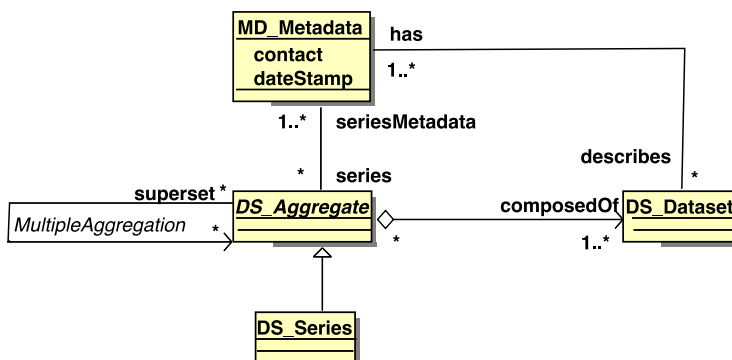 MD_Metadata
contact
dateStamp
has
1..*
1..*
seriesMetadata
*
series
describes
*
superset *
MultipleAggregation
*
DS_Aggregate
*
composedOf
1..*
DS_Dataset
DS_Series